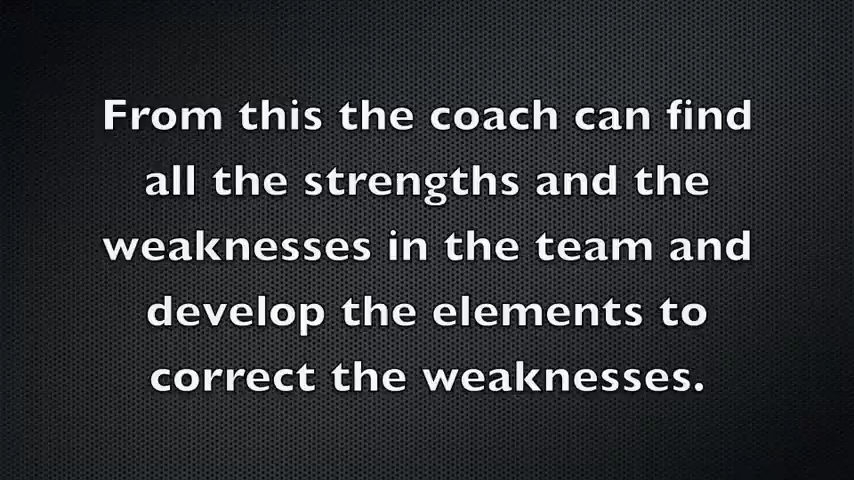 From this the coach can find
all the strengths and the
weaknesses in the team and
develop the elements to
correct the weaknesses.